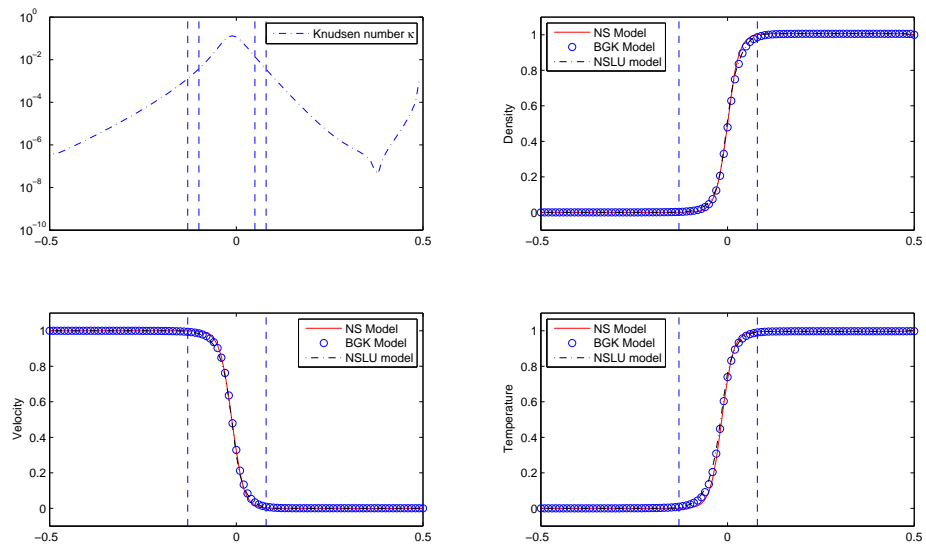 10^0
10^−2
10^−4
10^−6
10^−8
10^−10
−0.5
0
0.5
Knudsen number κ
1
0.8
0.6
0.4
0.2
0
Density
−0.5
0
0.5
NS Model
BGK Model
NSLU model
1
0.8
0.6
0.4
0.2
0
Velocity
−0.5
0
0.5
NS Model
BGK Model
NSLU model
1
0.8
0.6
0.4
0.2
0
Temperature
−0.5
0
0.5
NS Model
BGK Model
NSLU model